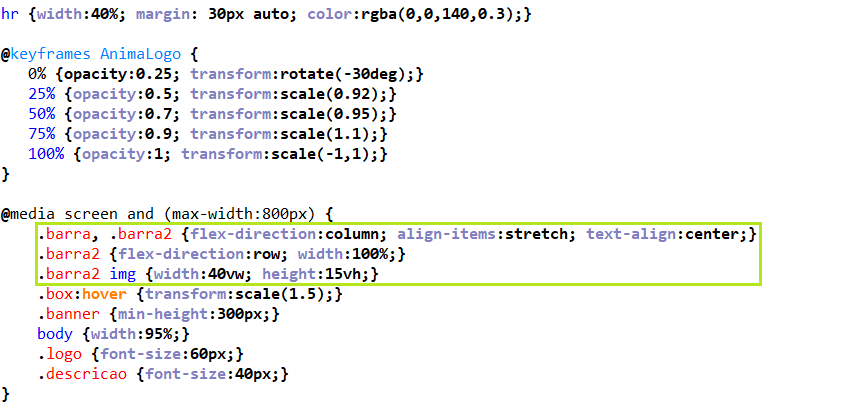 hr {width:40%; margin: 30px auto; color:rgba(0,0,140,0.3);}
@keyframes AnimaLogo {
0% {opacity:0.25; transform:rotate(-30deg);}
25% {opacity:0.5; transform:scale(0.92);}
50% {opacity:0.7; transform:scale(0.95);}
75% {opacity:0.9; transform:scale(1.1);}
100% {opacity:1; transform:scale(-1,1);}
}
@media screen and (max-width:800px) {
.barra, .barra2 {flex-direction:column; align-items:stretch; text-align:center;}
.barra2 {flex-direction:row; width:100%;}
.barra2 img {width:40vw; height:15vh;}
.box:hover {transform:scale(1.5);}
.banner {min-height:300px;}
body {width:95%;}
.logo {font-size:60px;}
.descricao {font-size:40px;}
}